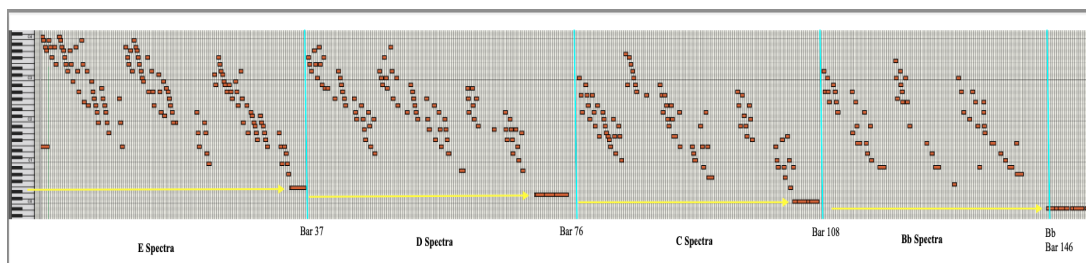 Bar 37
Bar 76
Bar 108
Bb
Bar 146
E Spectra
D Spectra
C Spectra
Bb Spectra